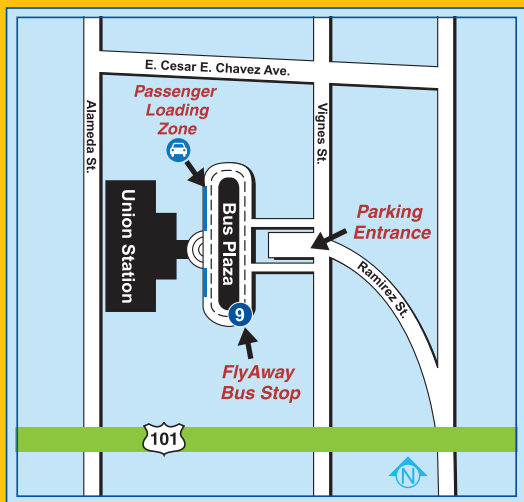 E. Cesar E. Chavez Ave.
Passenger
Loading
Zone
Alameda St.
Vignes St.
Union Station
Bus Plaza
Parking
Entrance
Ramirez St.
9
FlyAway
Bus Stop
101
N